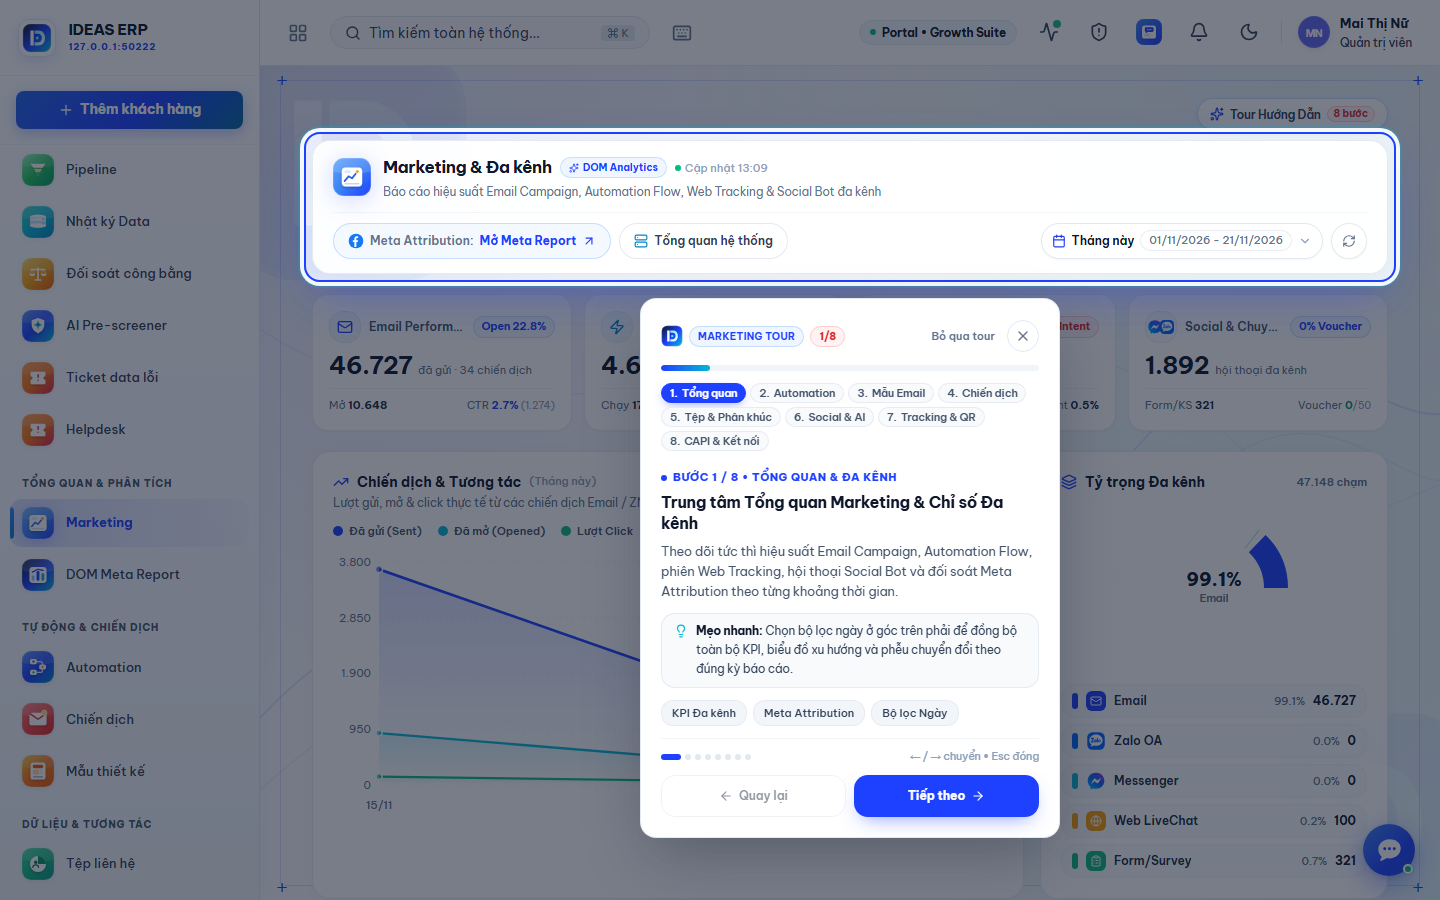 IDEAS ERP
127.0.0.1:50222
Tìm kiếm toàn hệ thống...
⌘ K
Portal • Growth Suite
MN
Mai Thị Nữ
Quản trị viên
Thêm khách hàng
Pipeline
Nhật ký Data
Đối soát công bằng
AI Pre-screener
Ticket data lỗi
Helpdesk
TỔNG QUAN & PHÂN TÍCH
Marketing
DOM Meta Report
TỰ ĐỘNG & CHIẾN DỊCH
Automation
Chiến dịch
Mẫu thiết kế
DỮ LIỆU & TƯƠNG TÁC
Tệp liên hệ
Tour Hướng Dẫn 8 bước
Marketing & Đa kênh
DOM Analytics
Cập nhật 13:09
Báo cáo hiệu suất Email Campaign, Automation Flow, Web Tracking & Social Bot đa kênh
Meta Attribution: Mở Meta Report
Tổng quan hệ thống
Tháng này 01/11/2026 - 21/11/2026
Email Perform...
Open 22.8%
46.727 đã gửi · 34 chiến dịch
Mở 10.648
CTR 2.7% (1.274)
4.6
Chạy 17
Intent
0.5%
Social & Chuy...
0% Voucher
1.892 hội thoại đa kênh
Form/KS 321
Voucher 0/50
MARKETING TOUR
1/8
Bỏ qua tour
1. Tổng quan
2. Automation
3. Mẫu Email
4. Chiến dịch
5. Tệp & Phân khúc
6. Social & AI
7. Tracking & QR
8. CAPI & Kết nối
BƯỚC 1 / 8 • TỔNG QUAN & ĐA KÊNH
Trung tâm Tổng quan Marketing & Chỉ số Đa
kênh
Theo dõi tức thì hiệu suất Email Campaign, Automation Flow,
phiên Web Tracking, hội thoại Social Bot và đối soát Meta
Attribution theo từng khoảng thời gian.
Mẹo nhanh: Chọn bộ lọc ngày ở góc trên phải để đồng bộ
toàn bộ KPI, biểu đồ xu hướng và phễu chuyển đổi theo
đúng kỳ báo cáo.
KPI Đa kênh
Meta Attribution
Bộ lọc Ngày
←/→ chuyển • Esc đóng
← Quay lại
Tiếp theo →
Chiến dịch & Tương tác (Tháng này)
Lượt gửi, mở & click thực tế từ các chiến dịch Email / ZN
Đã gửi (Sent)
Đã mở (Opened)
Lượt Click
3.800
2.850
1.900
950
0
15/11
Tỷ trọng Đa kênh
47.148 chạm
99.1%
Email
Email 99.1% 46.727
Zalo OA 0.0% 0
Messenger 0.0% 0
Web LiveChat 0.2% 100
Form/Survey 0.7% 321